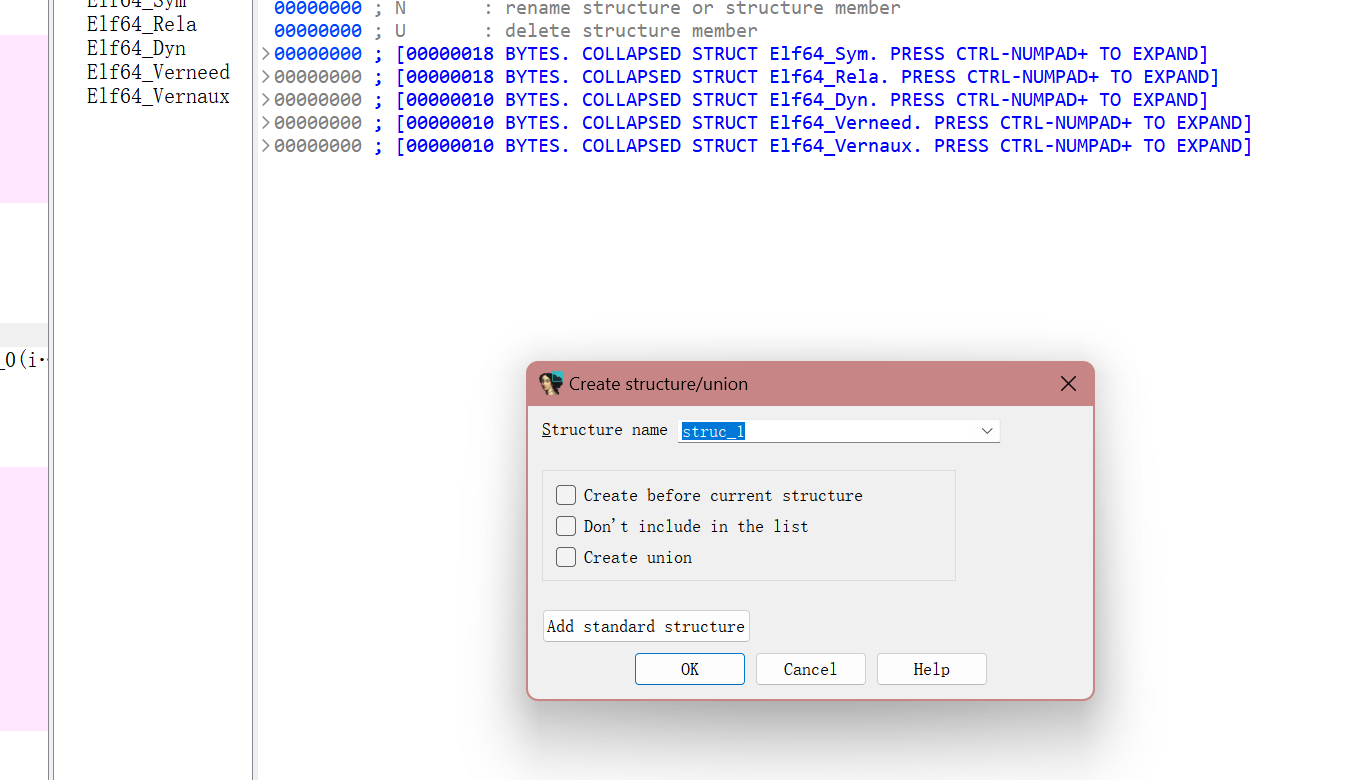 Elf64_Sym
Elf64_Rela
Elf64_Dyn
Elf64_Verneed
Elf64_Vernaux
_O(i··
00000000 ; N       : rename structure or structure member
00000000 ; U       : delete structure member
00000000 ; [00000018 BYTES. COLLAPSED STRUCT Elf64_Sym. PRESS CTRL-NUMPAD+ TO EXPAND]
00000000 ; [00000018 BYTES. COLLAPSED STRUCT Elf64_Rela. PRESS CTRL-NUMPAD+ TO EXPAND]
00000000 ; [00000010 BYTES. COLLAPSED STRUCT Elf64_Dyn. PRESS CTRL-NUMPAD+ TO EXPAND]
00000000 ; [00000010 BYTES. COLLAPSED STRUCT Elf64_Verneed. PRESS CTRL-NUMPAD+ TO EXPAND]
00000000 ; [00000010 BYTES. COLLAPSED STRUCT Elf64_Vernaux. PRESS CTRL-NUMPAD+ TO EXPAND]
Create structure/union
Structure name struc_1
Create before current structure
Don't include in the list
Create union
Add standard structure
OK Cancel Help